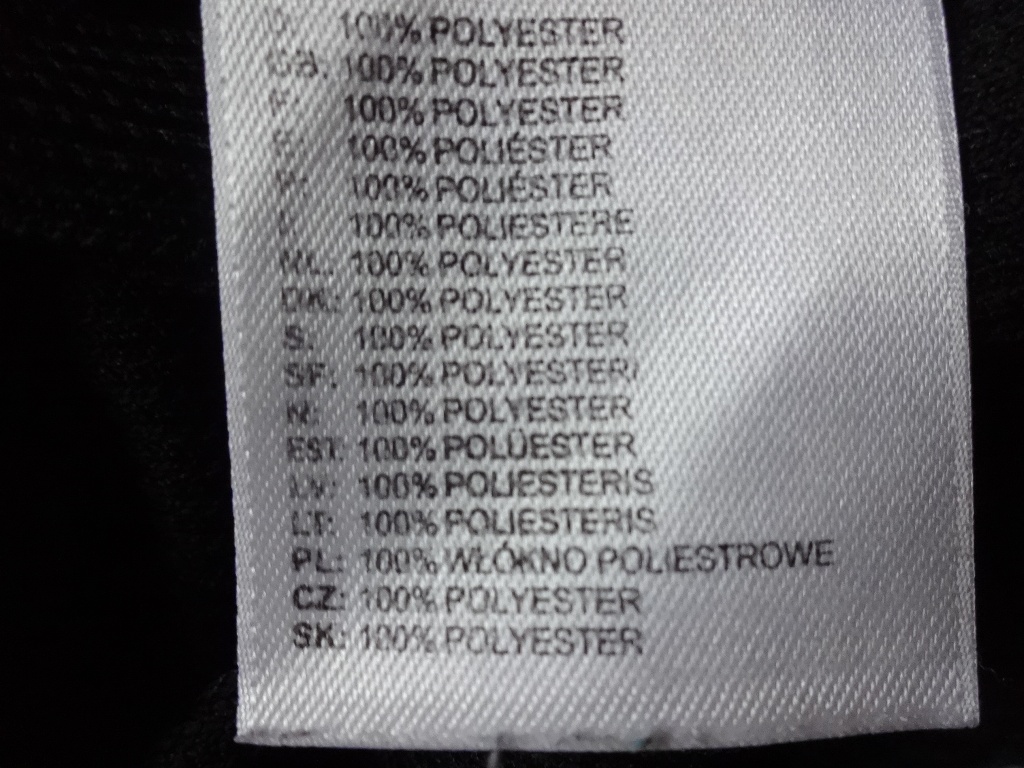 D: 100% POLYESTER
GB: 100% POLYESTER
F: 100% POLYESTER
E: 100% POLIÉSTER
P: 100% POLIÉSTER
I: 100% POLIESTERE
NL: 100% POLYESTER
DK: 100% POLYESTER
S: 100% POLYESTER
SF: 100% POLYESTERI
N: 100% POLYESTER
EST: 100% POLÜESTER
LV: 100% POLIESTERIS
LT: 100% POLIESTERIS
PL: 100% WŁÓKNO POLIESTROWE
CZ: 100% POLYESTER
SK: 100% POLYESTER